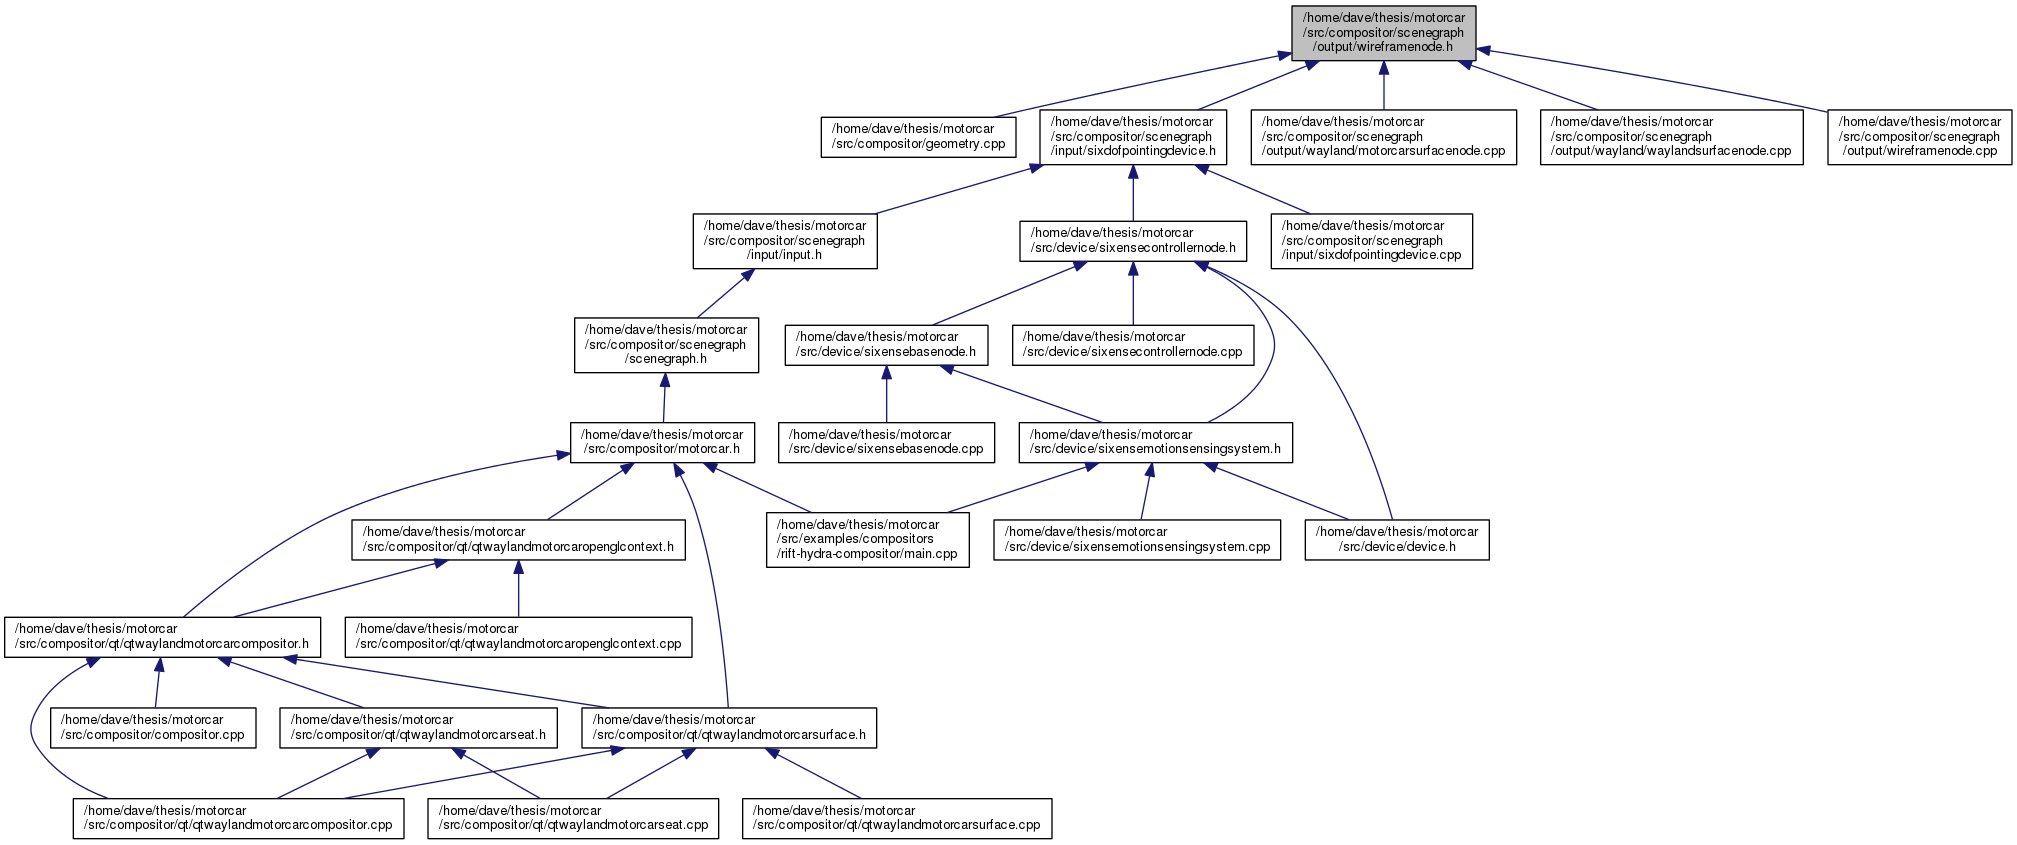 /home/dave/thesis/motorcar
/src/compositor/scenegraph
/output/wireframenode.h
/home/dave/thesis/motorcar
/src/compositor/geometry.cpp
/home/dave/thesis/motorcar
/src/compositor/scenegraph
/input/sixdofpointingdevice.h
/home/dave/thesis/motorcar
/src/compositor/scenegraph
/output/wayland/motorcarsurfacenode.cpp
/home/dave/thesis/motorcar
/src/compositor/scenegraph
/output/wayland/waylandsurfacenode.cpp
/home/dave/thesis/motorcar
/src/compositor/scenegraph
/output/wireframenode.cpp
/home/dave/thesis/motorcar
/src/compositor/scenegraph
/input/input.h
/home/dave/thesis/motorcar
/src/device/sixensecontrollernode.h
/home/dave/thesis/motorcar
/src/compositor/scenegraph
/input/sixdofpointingdevice.cpp
/home/dave/thesis/motorcar
/src/compositor/scenegraph
/scenegraph.h
/home/dave/thesis/motorcar
/src/device/sixensebasenode.h
/home/dave/thesis/motorcar
/src/device/sixensecontrollernode.cpp
/home/dave/thesis/motorcar
/src/compositor/motorcar.h
/home/dave/thesis/motorcar
/src/device/sixensebasenode.cpp
/home/dave/thesis/motorcar
/src/device/sixensemotionsensingsystem.h
/home/dave/thesis/motorcar
/src/compositor/qt/qtwaylandmotorcaropenglcontext.h
/home/dave/thesis/motorcar
/src/examples/compositors
/rift-hydra-compositor/main.cpp
/home/dave/thesis/motorcar
/src/device/sixensemotionsensingsystem.cpp
/home/dave/thesis/motorcar
/src/device/device.h
/home/dave/thesis/motorcar
/src/compositor/qt/qtwaylandmotorcarcompositor.h
/home/dave/thesis/motorcar
/src/compositor/qt/qtwaylandmotorcaropenglcontext.cpp
/home/dave/thesis/motorcar
/src/compositor/compositor.cpp
/home/dave/thesis/motorcar
/src/compositor/qt/qtwaylandmotorcarseat.h
/home/dave/thesis/motorcar
/src/compositor/qt/qtwaylandmotorcarsurface.h
/home/dave/thesis/motorcar
/src/compositor/qt/qtwaylandmotorcarcompositor.cpp
/home/dave/thesis/motorcar
/src/compositor/qt/qtwaylandmotorcarseat.cpp
/home/dave/thesis/motorcar
/src/compositor/qt/qtwaylandmotorcarsurface.cpp